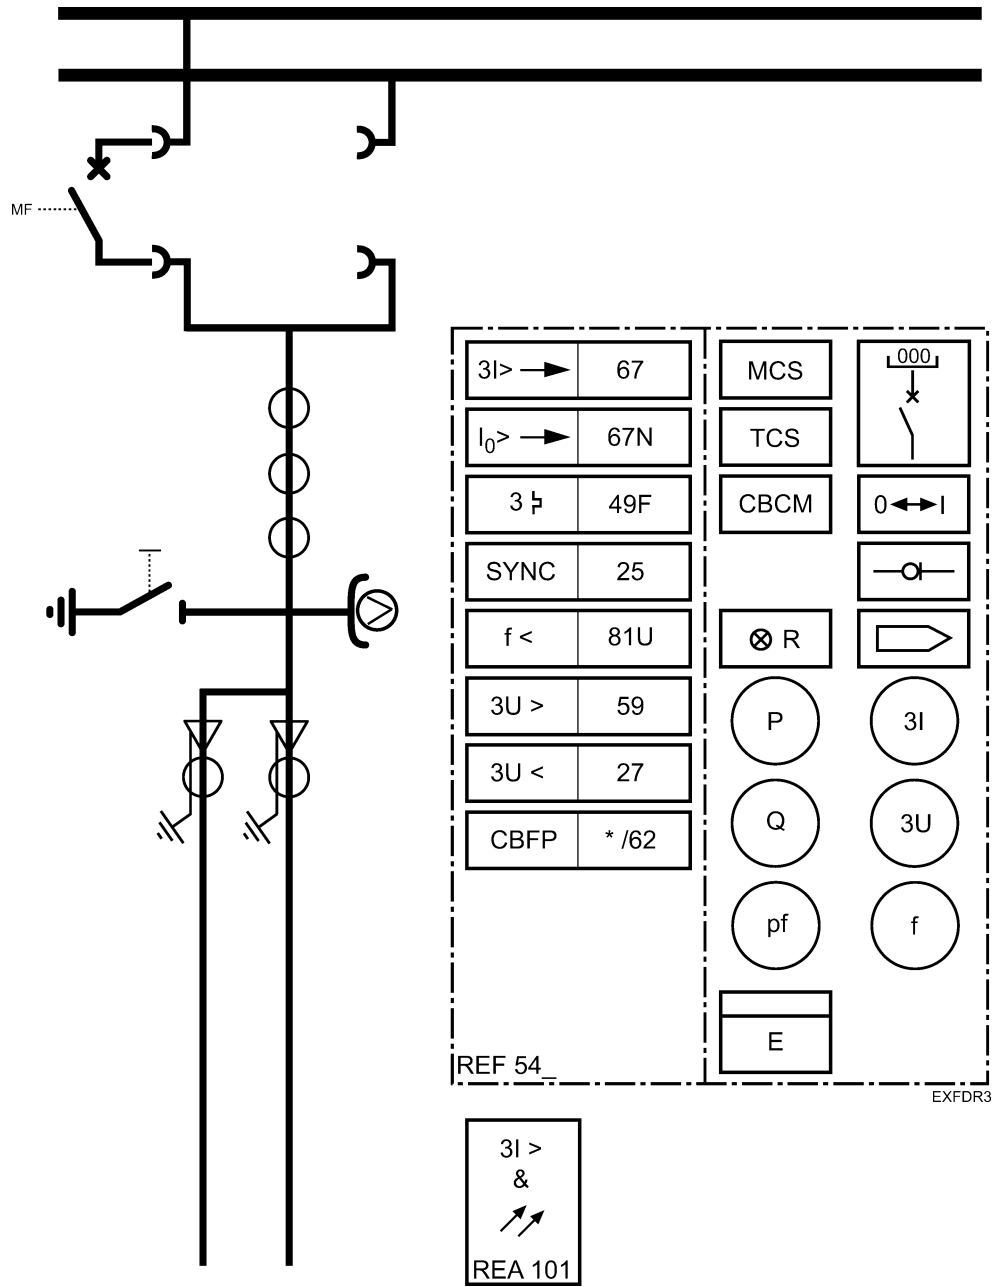 MF
3I> 67
I0> 67N
3 49F
SYNC 25
f < 81U
3U > 59
3U < 27
CBFP * /62
REF 54_
MCS
000
TCS
CBCM
0 I
R
P
3I
Q
3U
pf
f
E
EXFDR3
3I >
&
REA 101